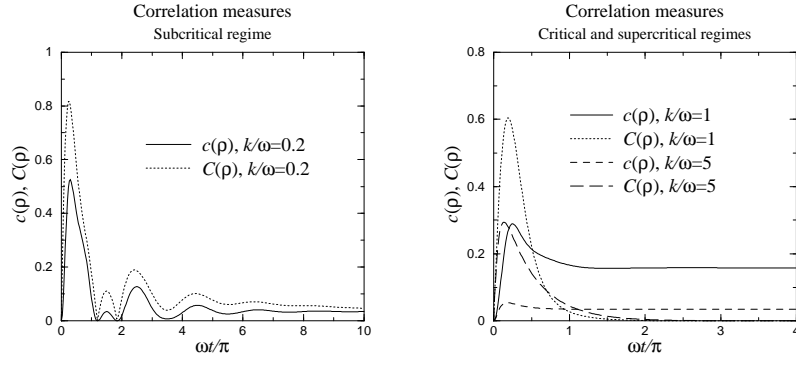 Correlation measures
Subcritical regime
1
0.8
0.6
0.4
0.2
0
c(ρ), C(ρ)
c(ρ), k/ω=0.2
C(ρ), k/ω=0.2
0 2 4 6 8 10
ωt/π
Correlation measures
Critical and supercritical regimes
0.8
0.6
0.4
0.2
0
c(ρ), C(ρ)
c(ρ), k/ω=1
C(ρ), k/ω=1
c(ρ), k/ω=5
C(ρ), k/ω=5
0 1 2 3 4
ωt/π